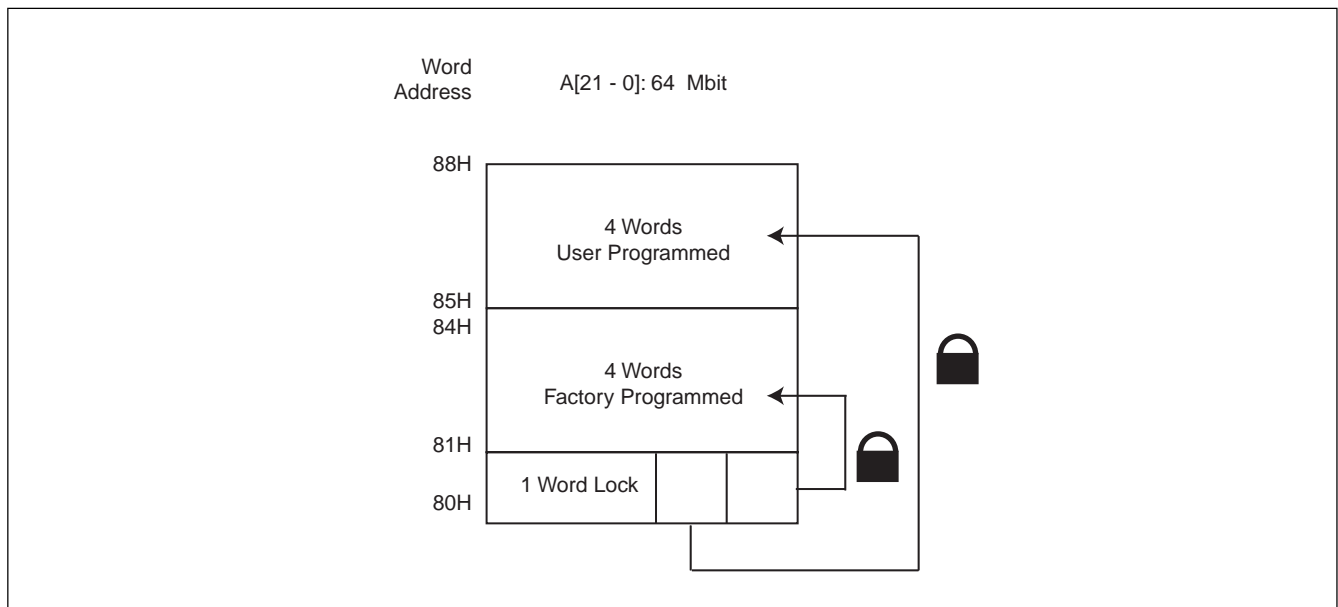 Word
Address
A[21 - 0]: 64 Mbit
88H
4 Words
User Programmed
85H
84H
4 Words
Factory Programmed
81H
1 Word Lock
80H